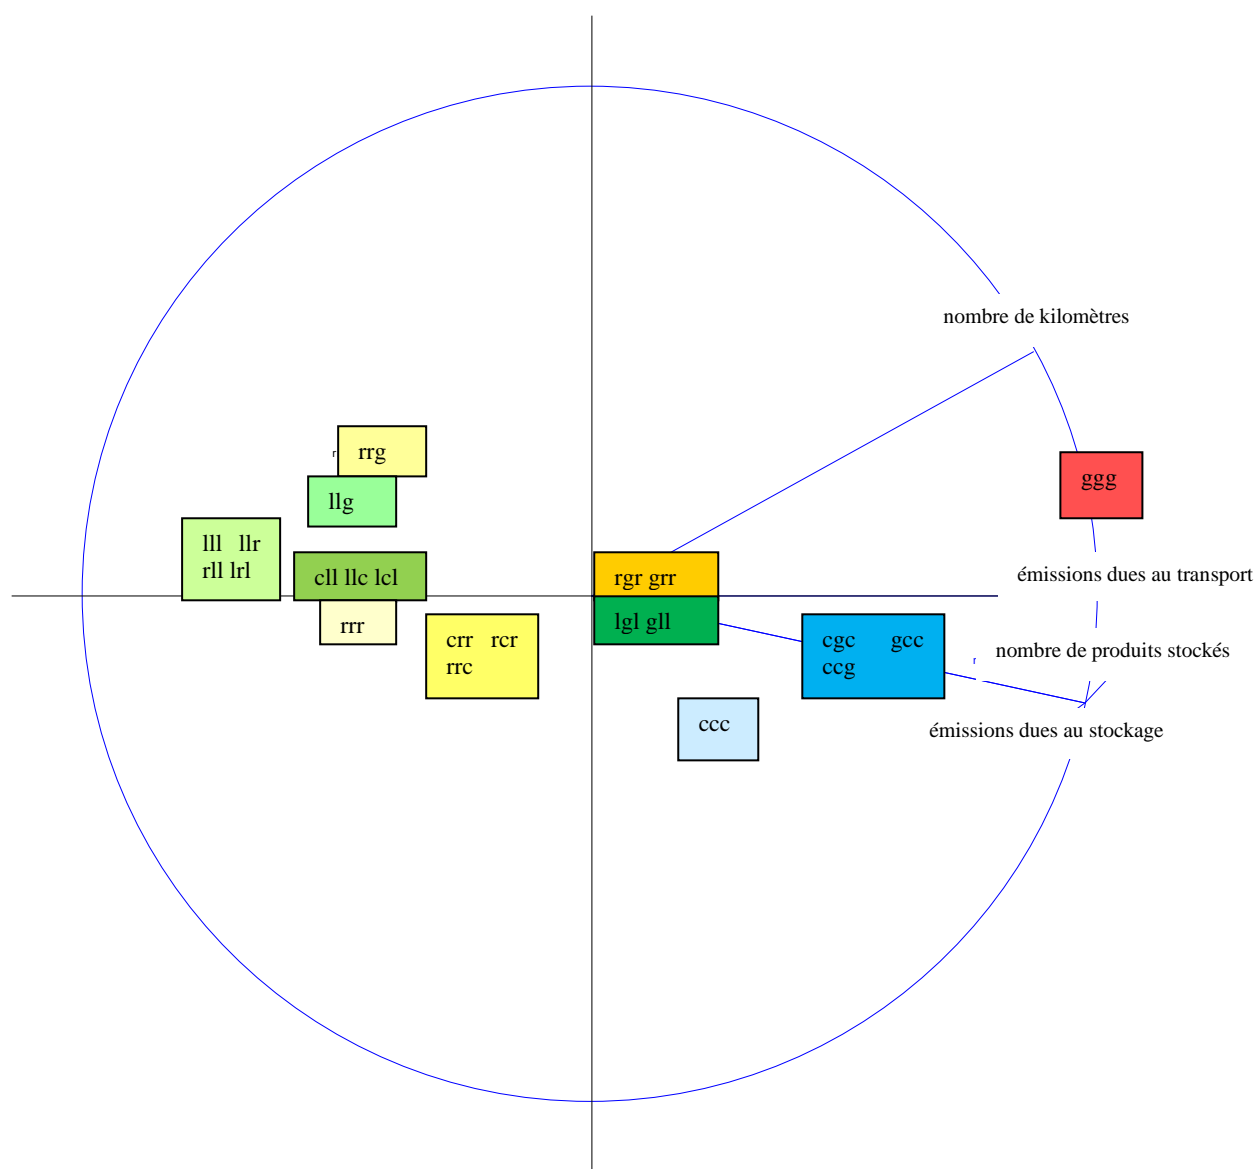 nombre de kilomètres
r
rrg
ggg
llg
lll llr
rll lrl
cll llc lcl
rgr grr
émissions dues au transport
rrr
lgl gll
crr rcr
rrc
cgc gcc
ccg
r
nombre de produits stockés
ccc
émissions dues au stockage